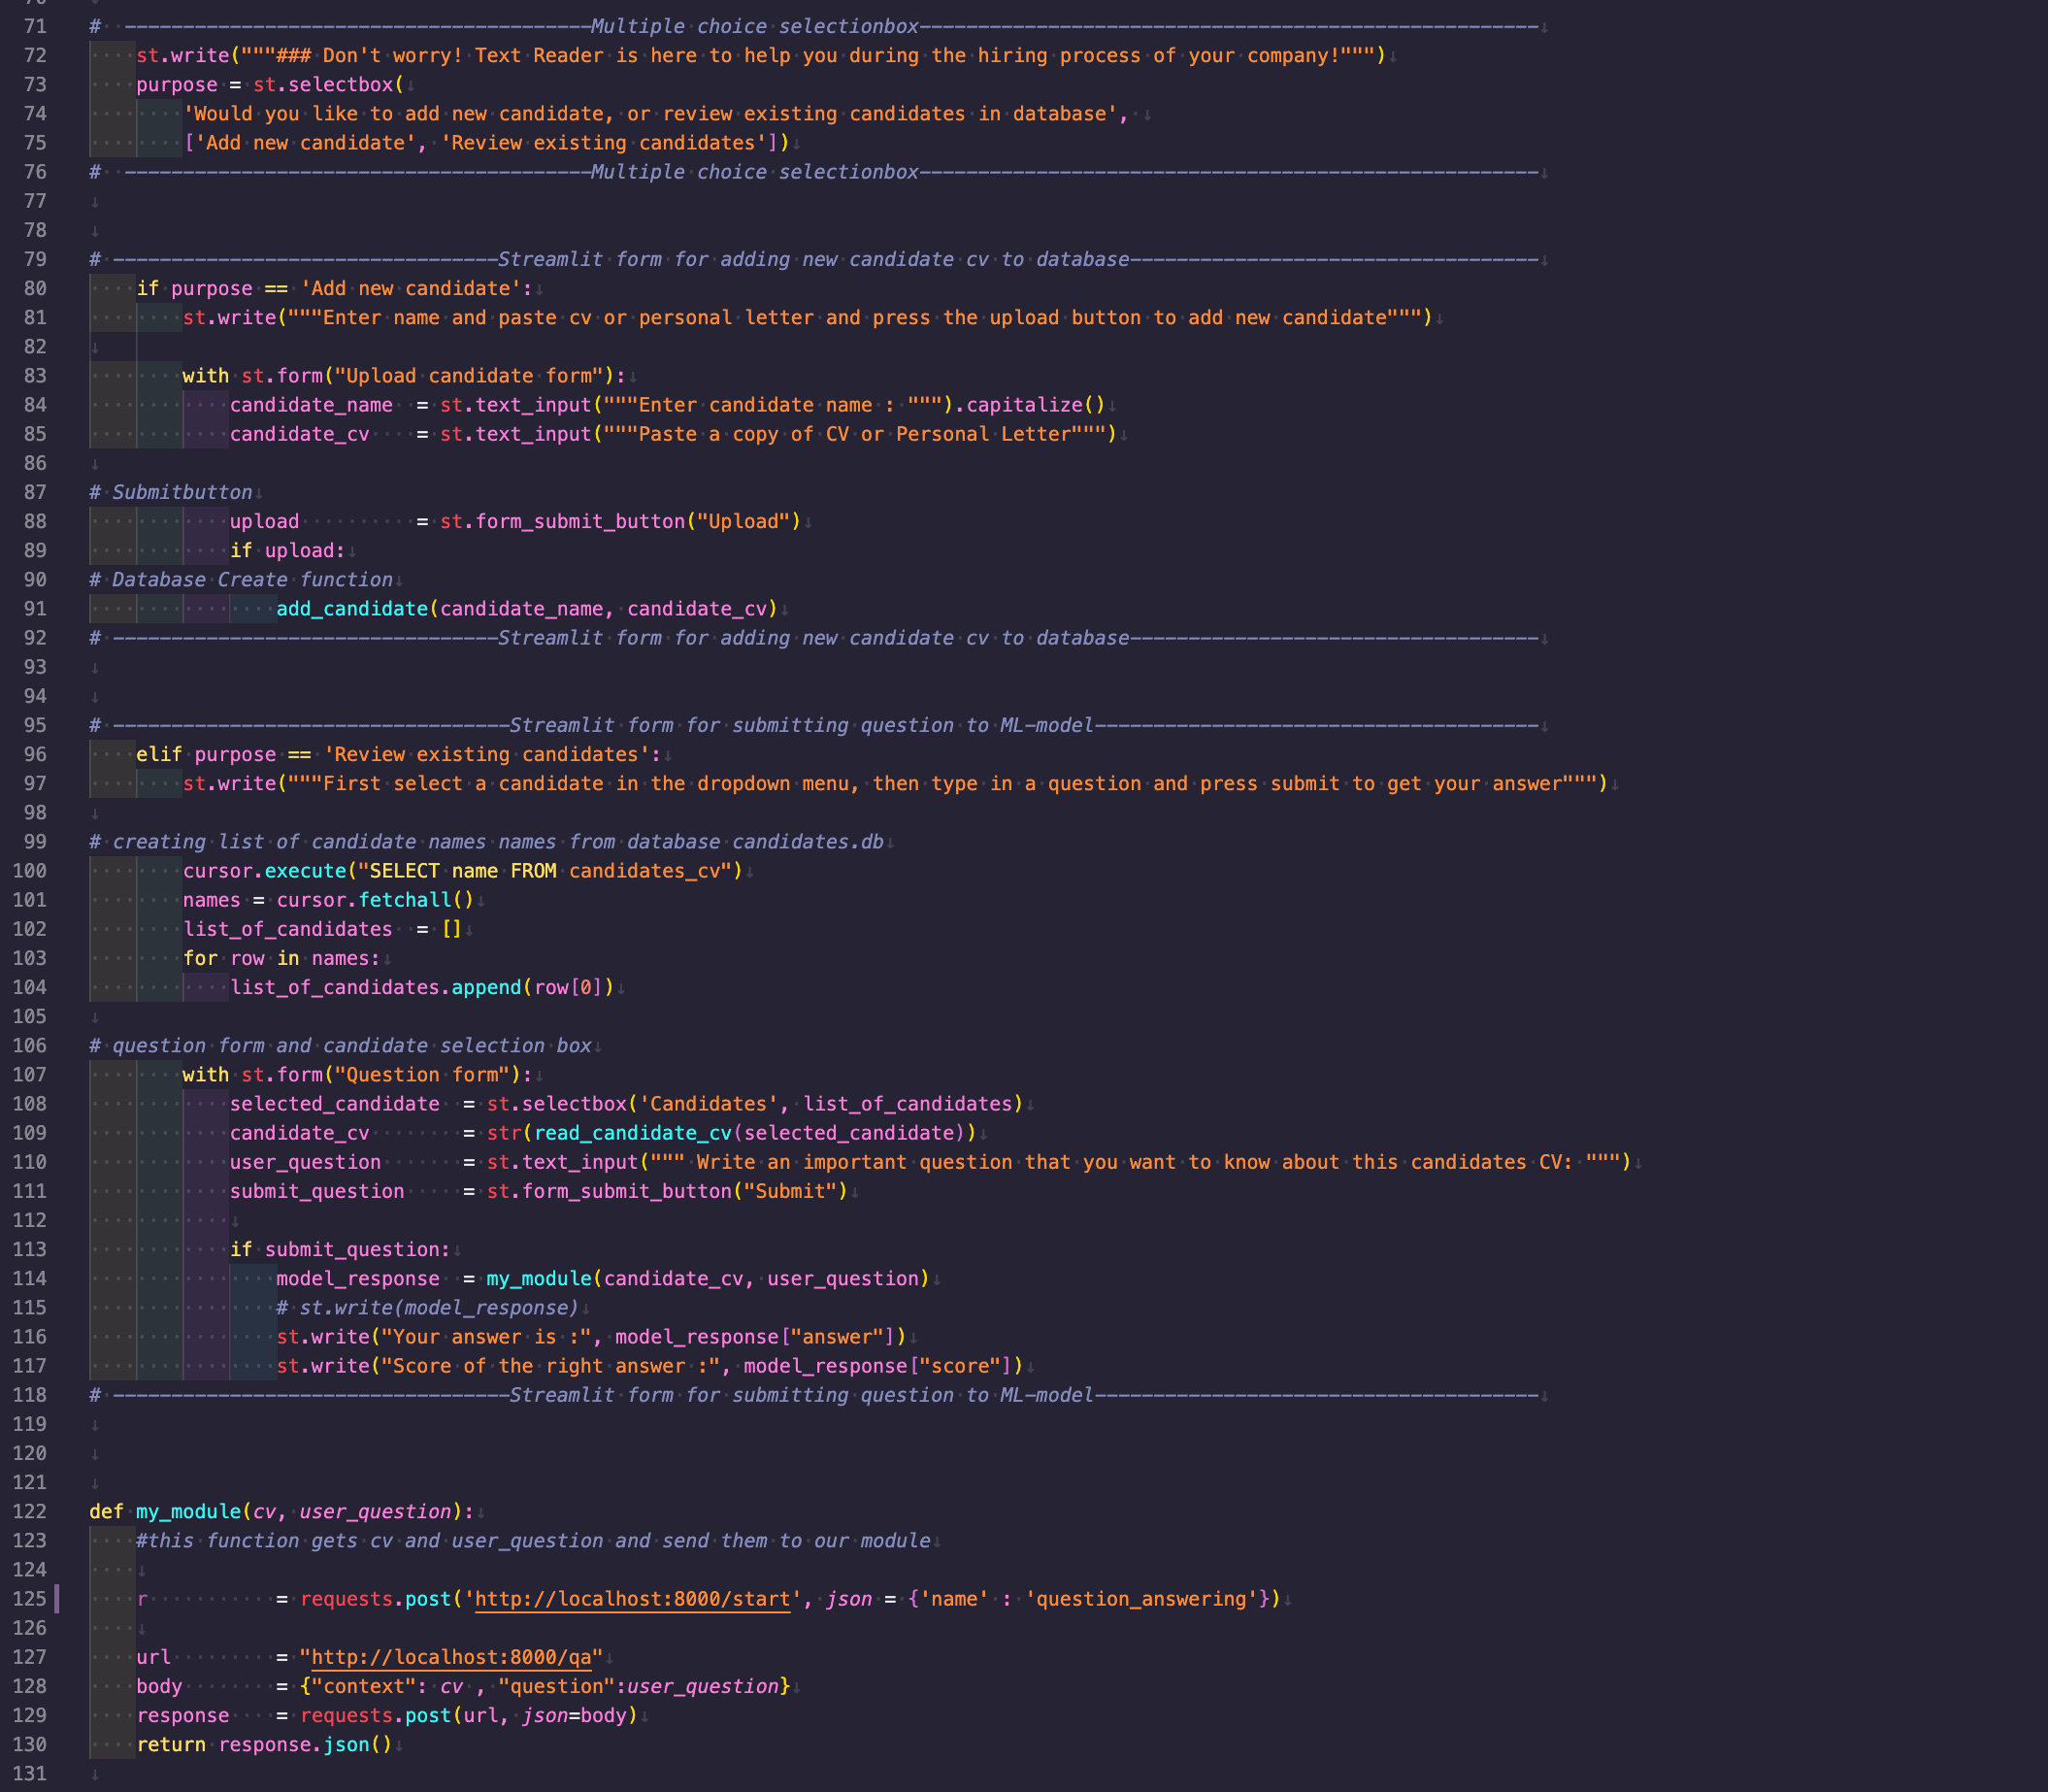 71 # ----------------------------------------Multiple choice selectionbox-----------------------------------------------------
72 st.write("""### Don't worry! Text Reader is here to help you during the hiring process of your company!""")
73 purpose = st.selectbox(
74 'Would you like to add new candidate, or review existing candidates in database',
75 ['Add new candidate', 'Review existing candidates'])
76 # ----------------------------------------Multiple choice selectionbox-----------------------------------------------------
77
78
79 # ---------------------------------Streamlit form for adding new candidate cv to database-----------------------------------
80 if purpose == 'Add new candidate':
81 st.write("""Enter name and paste cv or personal letter and press the upload button to add new candidate""")
82
83 with st.form("Upload candidate form"):
84 candidate_name  = st.text_input("""Enter candidate name : """).capitalize()
85 candidate_cv    = st.text_input("""Paste a copy of CV or Personal Letter""")
86
87 # Submitbutton
88 upload          = st.form_submit_button("Upload")
89 if upload:
90 # Database Create function
91 add_candidate(candidate_name, candidate_cv)
92 # ---------------------------------Streamlit form for adding new candidate cv to database-----------------------------------
93
94
95 # ----------------------------------Streamlit form for submitting question to ML-model--------------------------------------
96 elif purpose == 'Review existing candidates':
97 st.write("""First select a candidate in the dropdown menu, then type in a question and press submit to get your answer""")
98
99 # creating list of candidate names names from database candidates.db
100 cursor.execute("SELECT name FROM candidates_cv")
101 names = cursor.fetchall()
102 list_of_candidates  = []
103 for row in names:
104 list_of_candidates.append(row[0])
105
106 # question form and candidate selection box
107 with st.form("Question form"):
108 selected_candidate  = st.selectbox('Candidates', list_of_candidates)
109 candidate_cv        = str(read_candidate_cv(selected_candidate))
110 user_question       = st.text_input(""" Write an important question that you want to know about this candidates CV: """)
111 submit_question     = st.form_submit_button("Submit")
112
113 if submit_question:
114 model_response  = my_module(candidate_cv, user_question)
115 # st.write(model_response)
116 st.write("Your answer is :", model_response["answer"])
117 st.write("Score of the right answer :", model_response["score"])
118 # ----------------------------------Streamlit form for submitting question to ML-model--------------------------------------
119
120
121
122 def my_module(cv, user_question):
123 #this function gets cv and user_question and send them to our module
124
125 r           = requests.post('http://localhost:8000/start', json = {'name' : 'question_answering'})
126
127 url         = "http://localhost:8000/qa"
128 body        = {"context": cv , "question":user_question}
129 response    = requests.post(url, json=body)
130 return response.json()
131